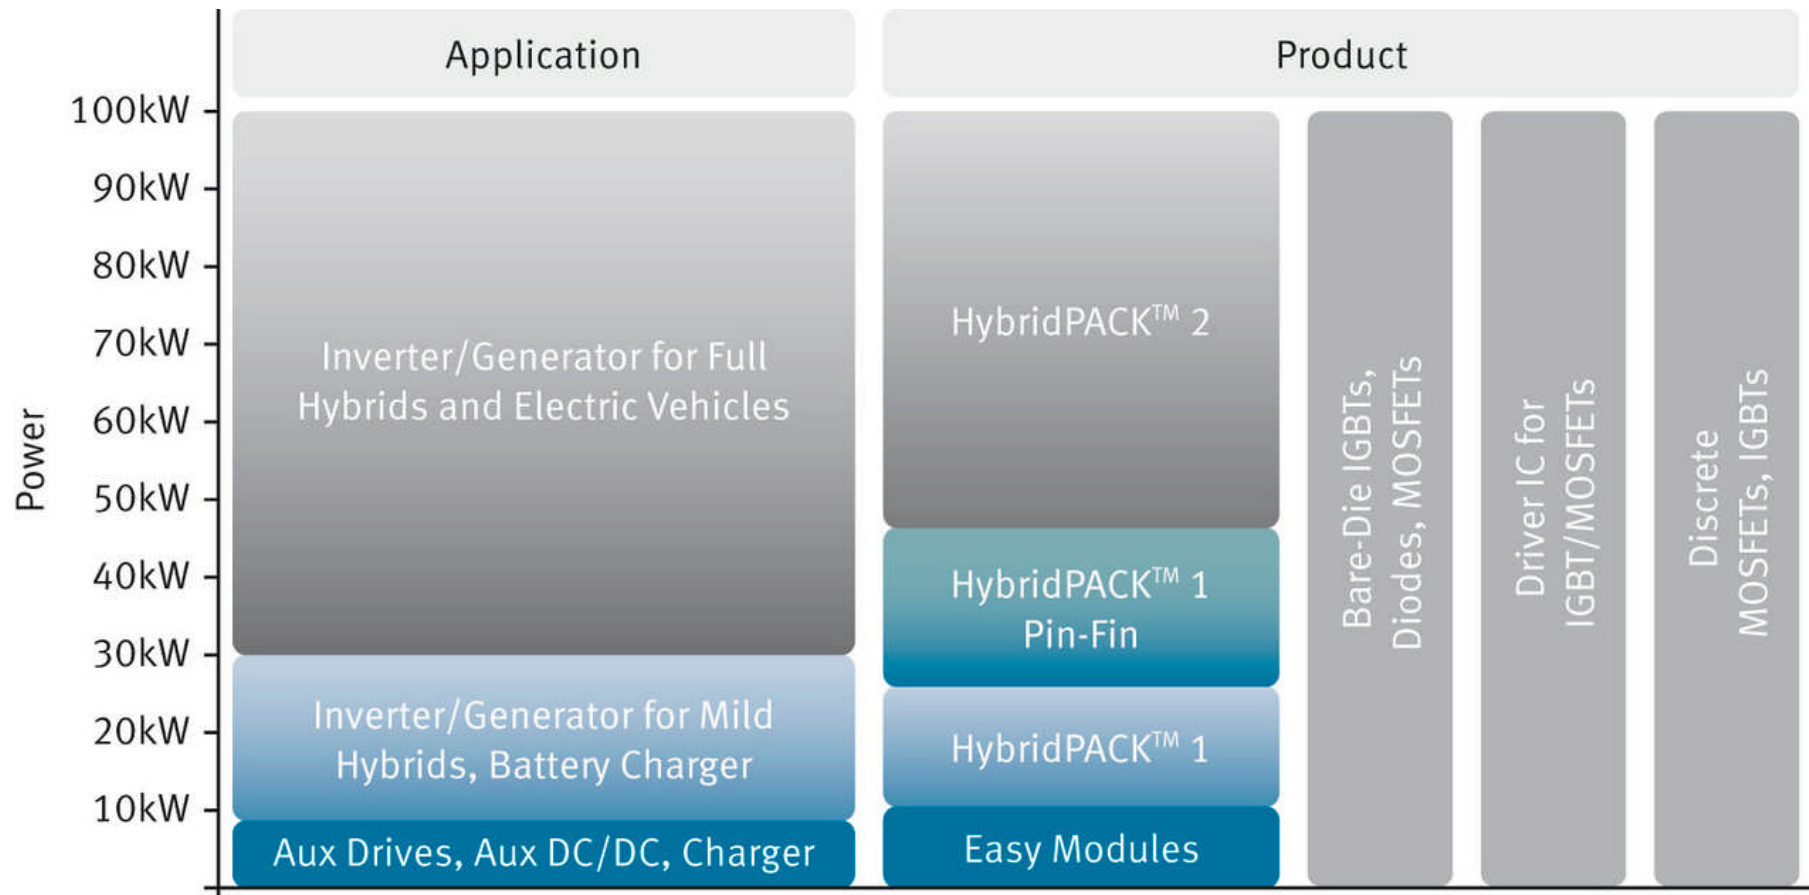 Application
Product
Power
100kW
90kW
80kW
70kW
60kW
50kW
40kW
30kW
20kW
10kW
Inverter/Generator for Full
Hybrids and Electric Vehicles
Inverter/Generator for Mild
Hybrids, Battery Charger
Aux Drives, Aux DC/DC, Charger
HybridPACK™ 2
HybridPACK™ 1
Pin-Fin
HybridPACK™ 1
Easy Modules
Bare-Die IGBTs,
Diodes, MOSFETs
Driver IC for
IGBT/MOSFETs
Discrete
MOSFETs, IGBTs